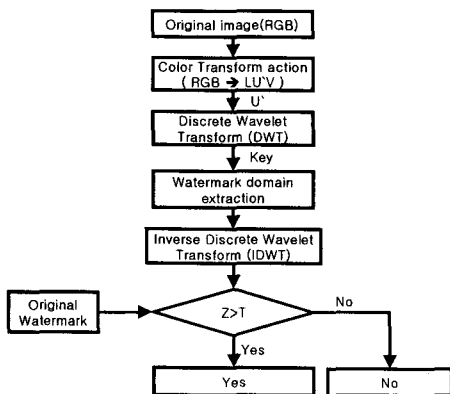 Original image(RGB)
Color Transform action
( RGB → LU`V )
U`
Discrete Wavelet
Transform (DWT)
Key
Watermark domain
extraction
Inverse Discrete Wavelet
Transform (IDWT)
Original
Watermark
Z>T
No
Yes
Yes
No